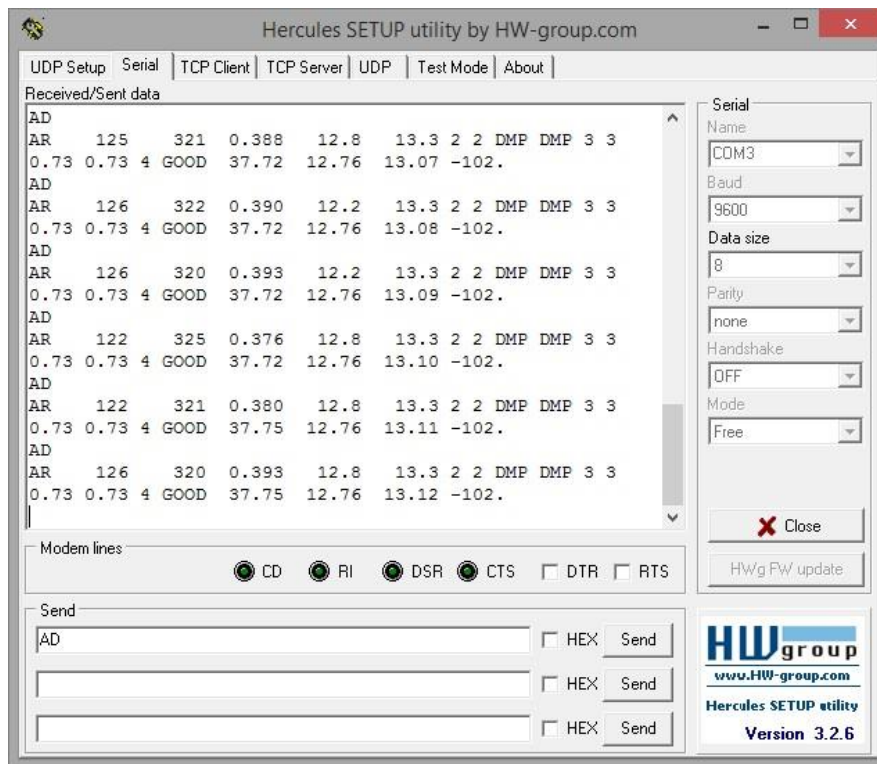 Hercules SETUP utility by HW-group.com
UDP Setup Serial TCP Client TCP Server UDP Test Mode About
Received/Sent data
AD
AR 125 321 0.388 12.8 13.3 2 2 DMP DMP 3 3
0.73 0.73 4 GOOD 37.72 12.76 13.07 -102.
AD
AR 126 322 0.390 12.2 13.3 2 2 DMP DMP 3 3
0.73 0.73 4 GOOD 37.72 12.76 13.08 -102.
AD
AR 126 320 0.393 12.2 13.3 2 2 DMP DMP 3 3
0.73 0.73 4 GOOD 37.72 12.76 13.09 -102.
AD
AR 122 325 0.376 12.8 13.3 2 2 DMP DMP 3 3
0.73 0.73 4 GOOD 37.72 12.76 13.10 -102.
AD
AR 122 321 0.380 12.8 13.3 2 2 DMP DMP 3 3
0.73 0.73 4 GOOD 37.75 12.76 13.11 -102.
AD
AR 126 320 0.393 12.8 13.3 2 2 DMP DMP 3 3
0.73 0.73 4 GOOD 37.75 12.76 13.12 -102.
Serial
Name
COM3
Baud
9600
Data size
8
Parity
none
Handshake
OFF
Mode
Free
Close
HWg FW update
Modem lines
CD RI DSR CTS DTR RTS
Send
AD HEX Send
HEX Send
HEX Send
HW group
www.HW-group.com
Hercules SETUP utility
Version 3.2.6